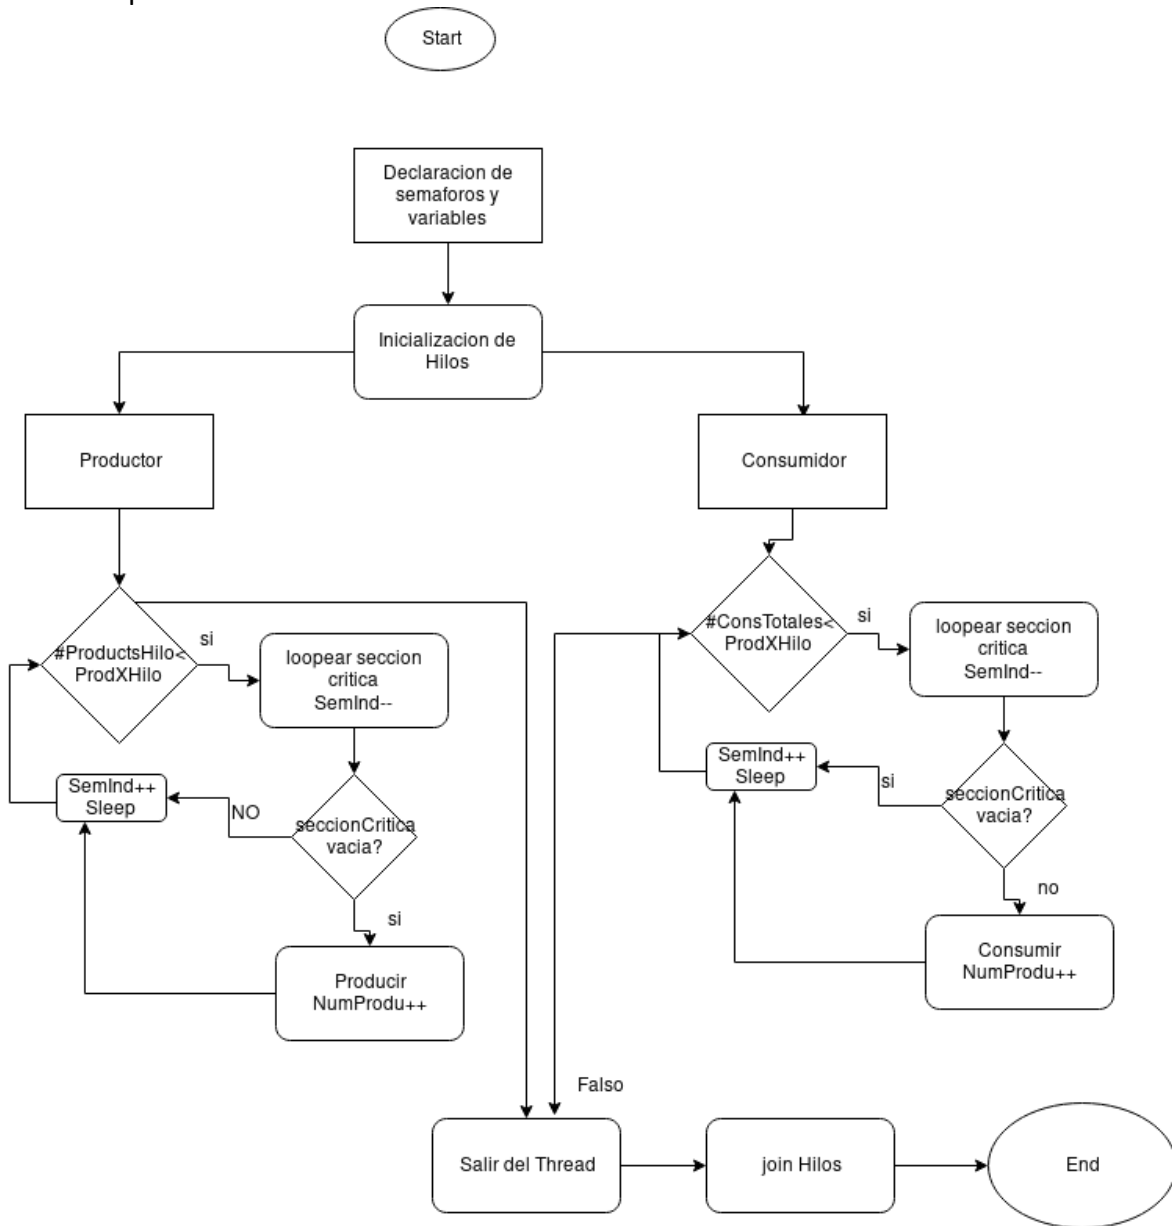 Start
Declaracion de
semaforos y
variables
Inicializacion de
Hilos
Productor
Consumidor
#ProductsHilo<
ProdXHilo
si
loopear seccion
critica
SemInd--
SemInd++
Sleep
NO
seccionCritica
vacia?
si
Producir
NumProdu++
#ConsTotales<
ProdXHilo
si
loopear seccion
critica
SemInd--
SemInd++
Sleep
si
seccionCritica
vacia?
no
Consumir
NumProdu++
Falso
Salir del Thread
join Hilos
End